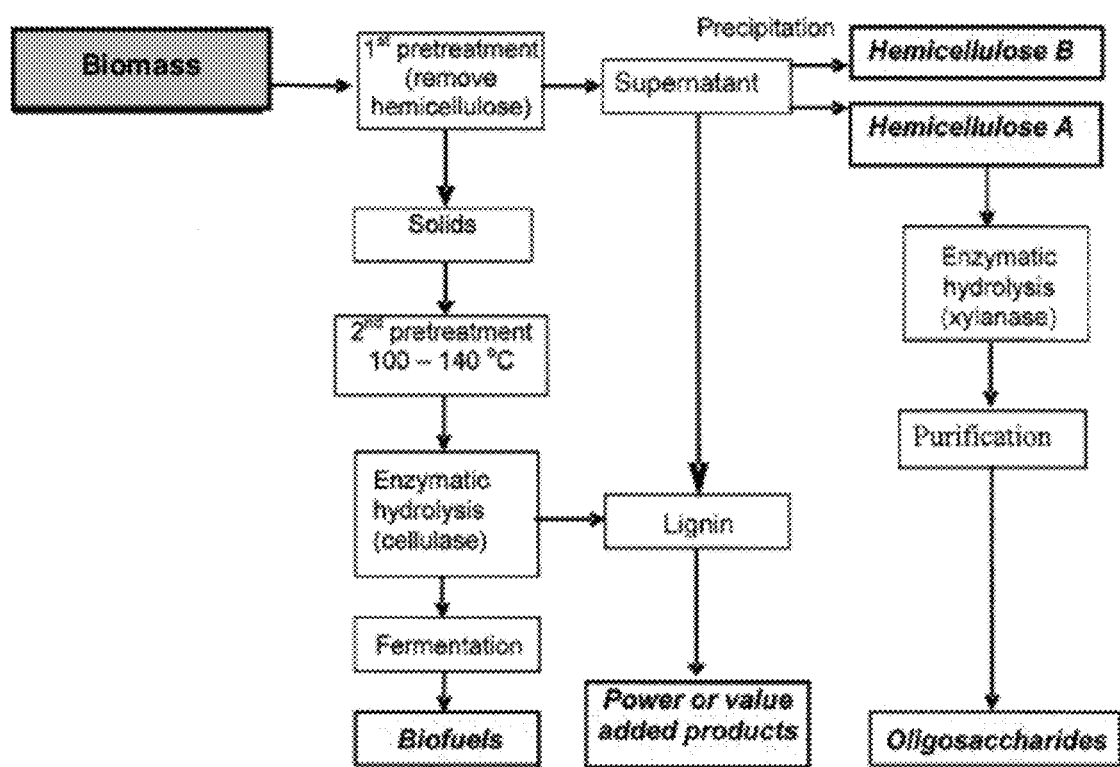 Biomass
1st pretreatment
(remove
hemicellulose)
Supernatant
Precipitation
Hemicellulose B
Hemicellulose A
Solids
Enzymatic
hydrolysis
(xylanase)
2nd pretreatment
100 – 140 °C
Purification
Enzymatic
hydrolysis
(cellulase)
Lignin
Fermentation
Biofuels
Power or value
added products
Oligosaccharides